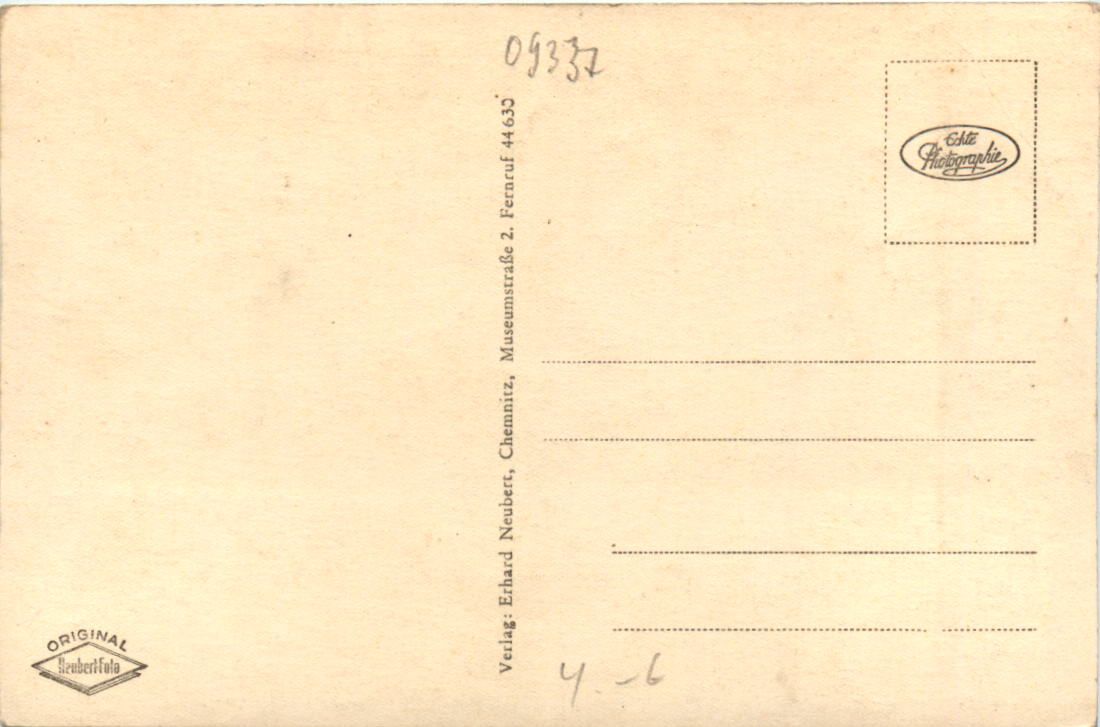 09337
Echte
Photographie
Verlag: Erhard Neubert, Chemnitz, Museumstraße 2. Fernruf 44630
ORIGINAL
Neubert-Foto
4.-6